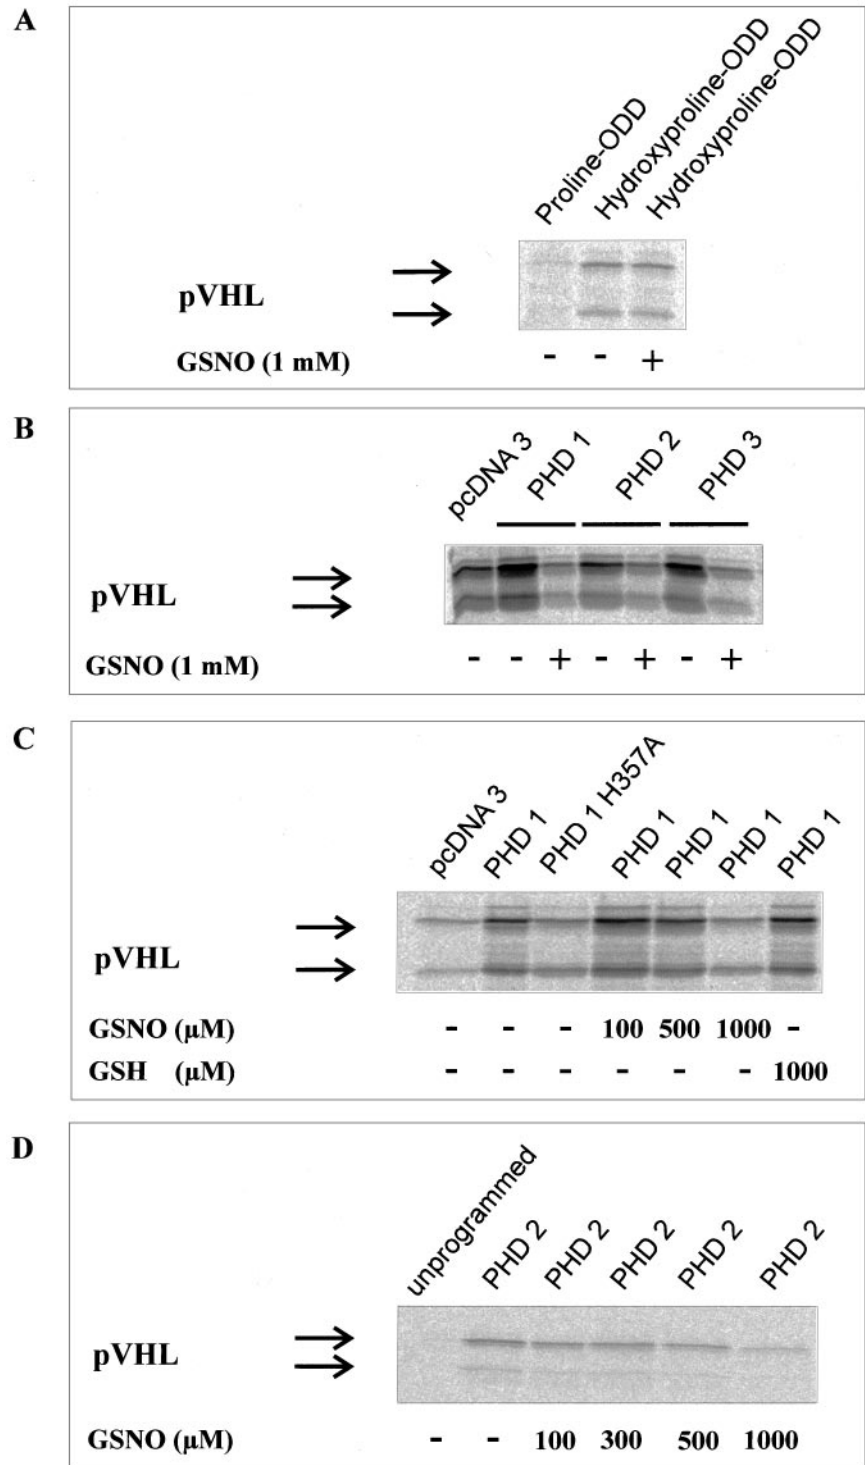 A
Proline-ODD
Hydroxyproline-ODD
Hydroxyproline-ODD
pVHL
GSNO (1 mM) - - +
B
pcDNA 3 PHD 1 PHD 2 PHD 3
pVHL
GSNO (1 mM) - - + - + - +
C
pcDNA 3 PHD 1 PHD 1 H357A PHD 1 PHD 1 PHD 1 PHD 1
pVHL
GSNO (µM) - - - 100 500 1000 -
GSH (µM) - - - - - - 1000
D
unprogrammed PHD 2 PHD 2 PHD 2 PHD 2 PHD 2
pVHL
GSNO (µM) - - 100 300 500 1000